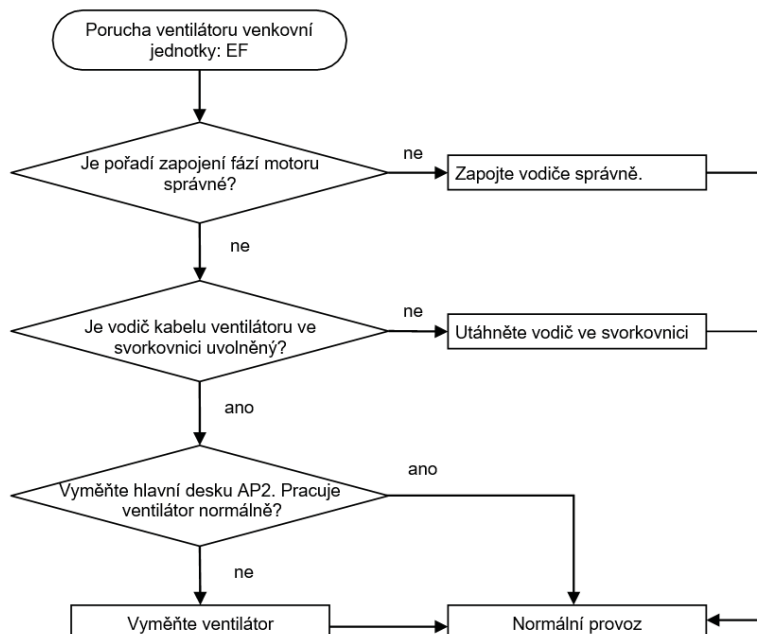 Porucha ventilátoru venkovní
jednotky: EF
Je pořadí zapojení fází motoru
správné?
ne
Zapojte vodiče správně.
ne
Je vodič kabelu ventilátoru ve
svorkovnici uvolněný?
ne
Utáhněte vodič ve svorkovnici
ano
Vyměňte hlavní desku AP2. Pracuje
ventilátor normálně?
ano
ne
Vyměňte ventilátor
Normální provoz